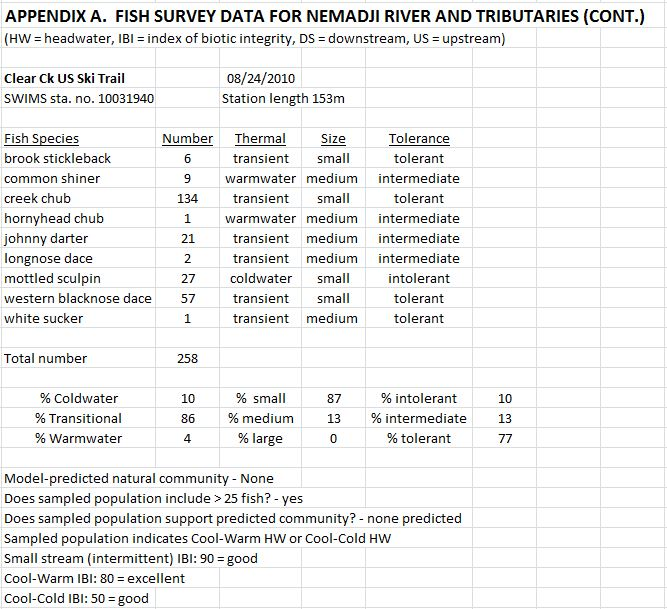 APPENDIX A. FISH SURVEY DATA FOR NEMADJI RIVER AND TRIBUTARIES (CONT.)
(HW = headwater, IBI = index of biotic integrity, DS = downstream, US = upstream)
Clear Ck US Ski Trail 08/24/2010
SWIMS sta. no. 10031940 Station length 153m
Fish Species Number Thermal Size Tolerance
brook stickleback 6 transient small tolerant
common shiner 9 warmwater medium intermediate
creek chub 134 transient small tolerant
hornyhead chub 1 warmwater medium intermediate
johnny darter 21 transient medium intermediate
longnose dace 2 transient medium intermediate
mottled sculpin 27 coldwater small intolerant
western blacknose dace 57 transient small tolerant
white sucker 1 transient medium tolerant
Total number 258
% Coldwater 10 % small 87 % intolerant 10
% Transitional 86 % medium 13 % intermediate 13
% Warmwater 4 % large 0 % tolerant 77
Model-predicted natural community - None
Does sampled population include > 25 fish? - yes
Does sampled population support predicted community? - none predicted
Sampled population indicates Cool-Warm HW or Cool-Cold HW
Small stream (intermittent) IBI: 90 = good
Cool-Warm IBI: 80 = excellent
Cool-Cold IBI: 50 = good